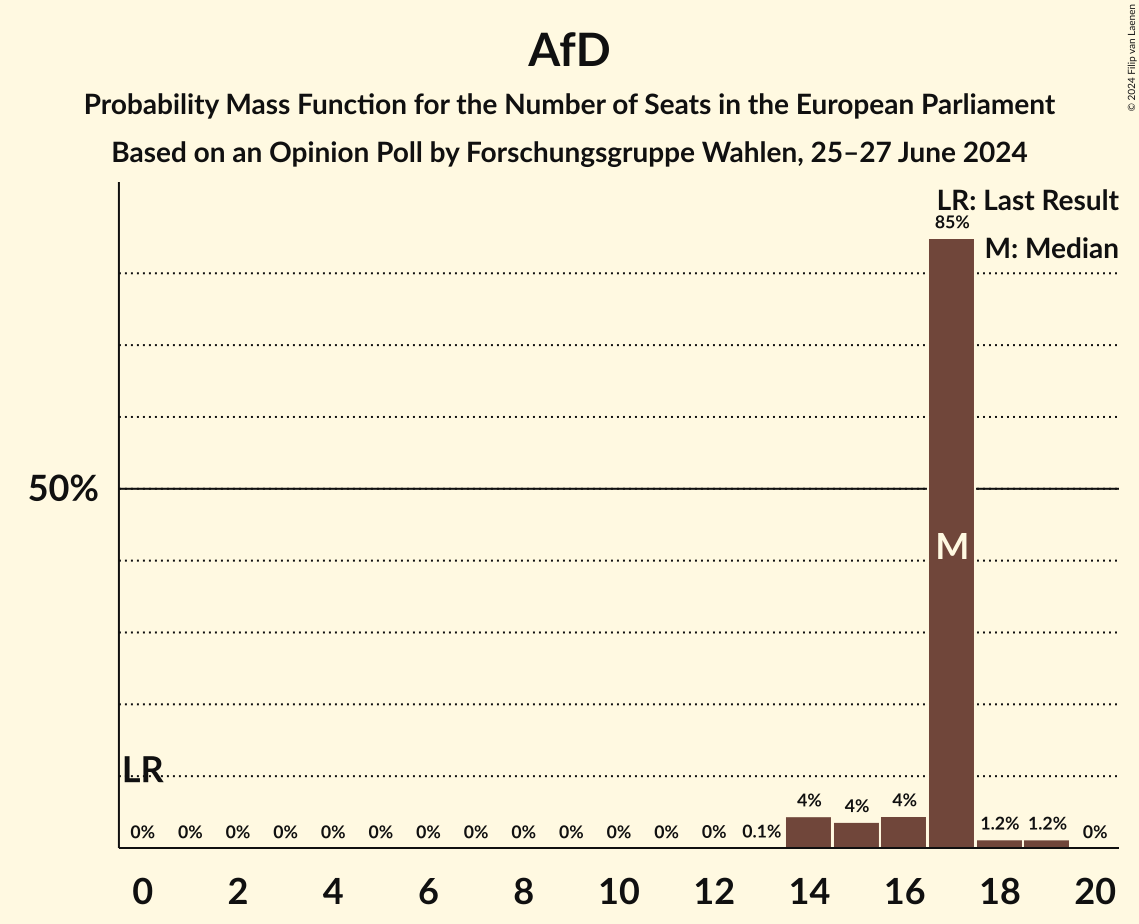 AfD
Probability Mass Function for the Number of Seats in the European Parliament
Based on an Opinion Poll by Forschungsgruppe Wahlen, 25–27 June 2024
© 2024 Filip van Laenen
LR: Last Result
85%
M: Median
50%
M
LR
0% 0% 0% 0% 0% 0% 0% 0% 0% 0% 0% 0% 0% 0.1% 4% 4% 4% 1.2% 1.2% 0%
0 2 4 6 8 10 12 14 16 18 20